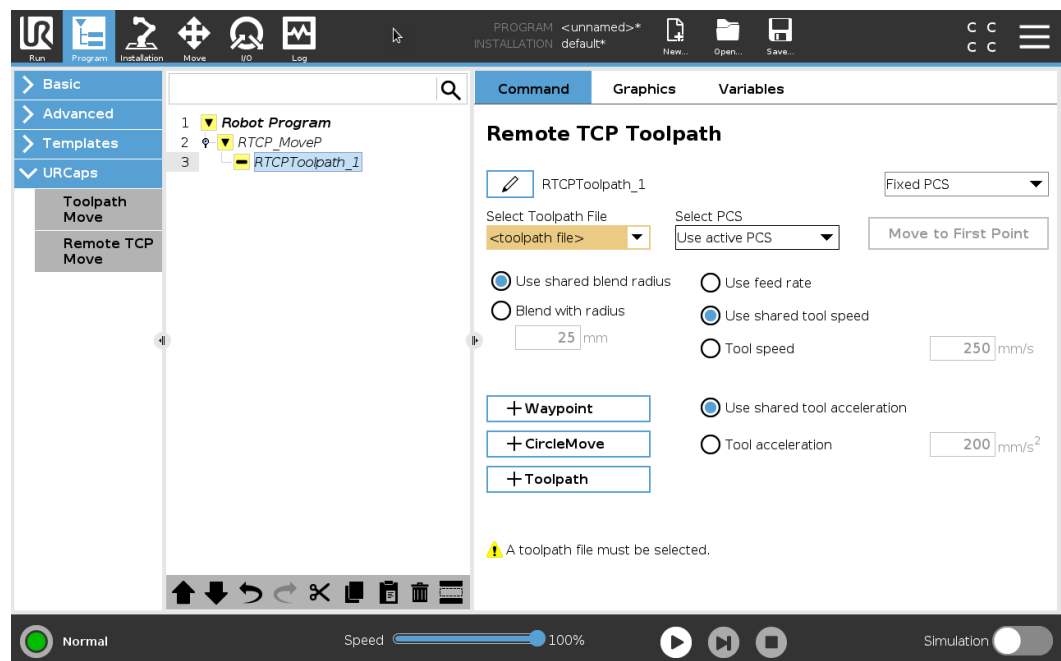 PROGRAM <unnamed>*
INSTALLATION default*
UR
Run
Program
Installation
Move
I/O
Log
New...
Open...
Save...
C C
C C
Basic
Advanced
Templates
URCaps
Toolpath
Move
Remote TCP
Move
1 Robot Program
2 RTCP_MoveP
3 RTCPToolpath_1
Command Graphics Variables
Remote TCP Toolpath
RTCPToolpath_1
Fixed PCS
Select Toolpath File
Select PCS
<toolpath file>
Use active PCS
Move to First Point
Use shared blend radius
Use feed rate
Blend with radius
Use shared tool speed
25 mm
Tool speed
250 mm/s
+ Waypoint
Use shared tool acceleration
+ CircleMove
Tool acceleration
200 mm/s²
+ Toolpath
A toolpath file must be selected.
Normal
Speed
100%
Simulation